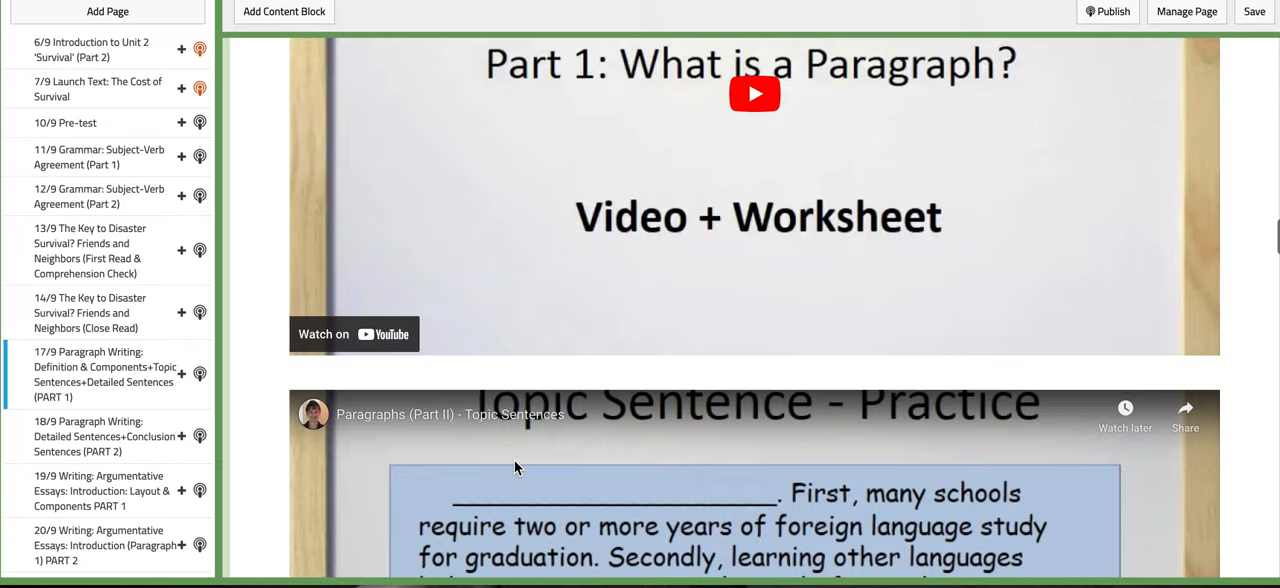 Add Page
6/9 Introduction to Unit 2
'Survival' (Part 2)
7/9 Launch Text: The Cost of
Survival
10/9 Pre-test
11/9 Grammar: Subject-Verb
Agreement (Part 1)
12/9 Grammar: Subject-Verb
Agreement (Part 2)
13/9 The Key to Disaster
Survival? Friends and
Neighbors (First Read &
Comprehension Check)
14/9 The Key to Disaster
Survival? Friends and
Neighbors (Close Read)
17/9 Paragraph Writing:
Definition & Components+Topic
Sentences+Detailed Sentences
(PART 1)
18/9 Paragraph Writing:
Detailed Sentences+Conclusion
Sentences (PART 2)
19/9 Writing: Argumentative
Essays: Introduction: Layout &
Components PART 1
20/9 Writing: Argumentative
Essays: Introduction (Paragraph
1) PART 2
Add Content Block
Publish
Manage Page
Save
Part 1: What is a Paragraph?
Video + Worksheet
Watch on YouTube
Topic Sentence - Practice
Paragraphs (Part II) - Topic Sentences
Watch later
Share
____________________. First, many schools
require two or more years of foreign language study
for graduation. Secondly, learning other languages